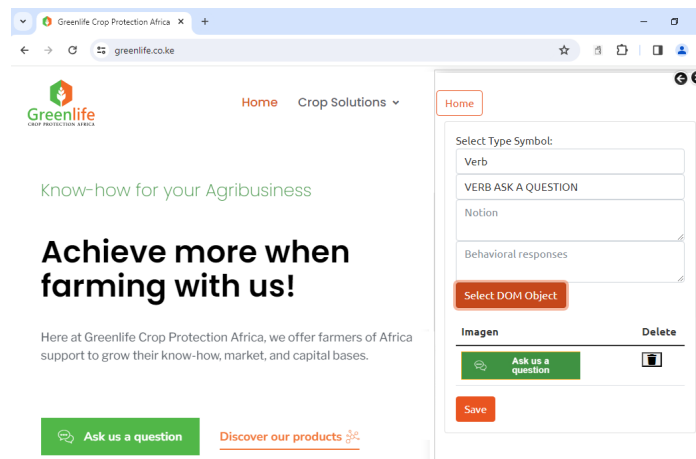 Greenlife Crop Protection Africa
greenlife.co.ke
Greenlife
CROP PROTECTION AFRICA
Home
Crop Solutions
Know-how for your Agribusiness
Achieve more when
farming with us!
Here at Greenlife Crop Protection Africa, we offer farmers of Africa
support to grow their know-how, market, and capital bases.
Ask us a question
Discover our products
Home
Select Type Symbol:
Verb
VERB ASK A QUESTION
Notion
Behavioral responses
Select DOM Object
Imagen Delete
Ask us a
question
Save